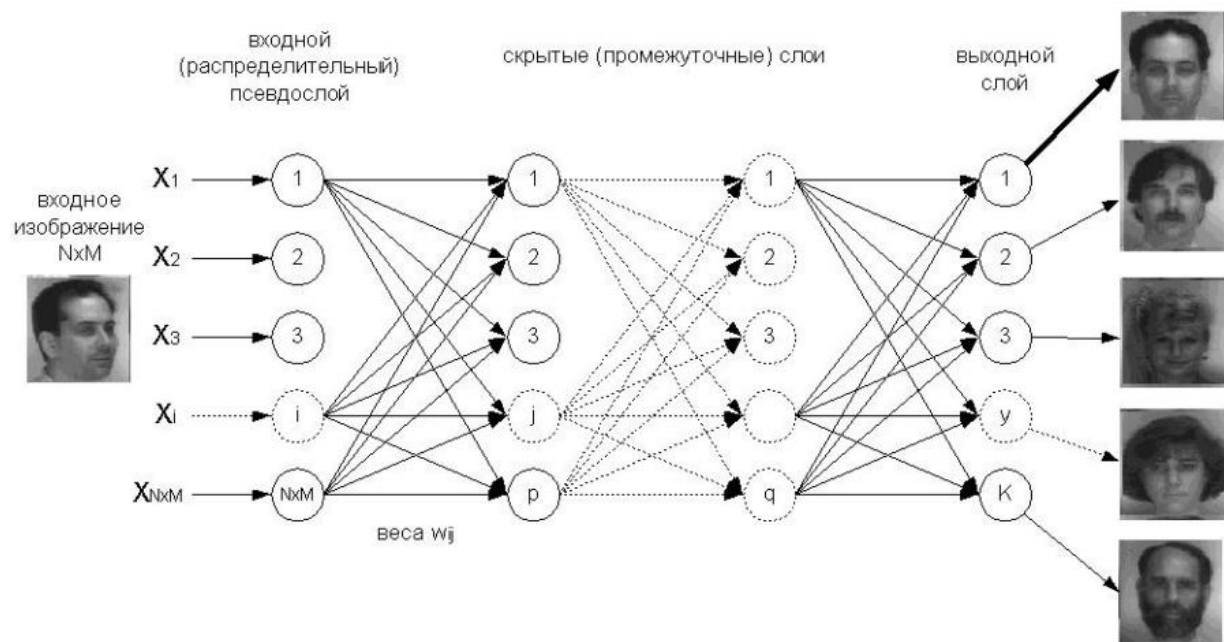 входной
(распределительный)
псевдослой
скрытые (промежуточные) слои
выходной
слой
входное
изображение
NxM
X1
X2
X3
Xi
XNxM
1
2
3
i
NxM
1
2
3
j
p
1
2
3
q
1
2
3
y
K
веса wij